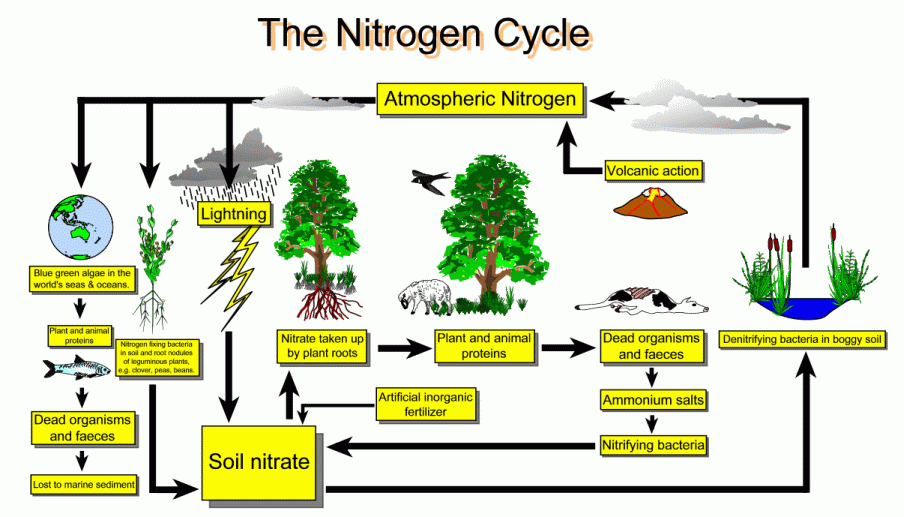 The Nitrogen Cycle
Atmospheric Nitrogen
Volcanic action
Lightning
Blue green algae in the
world's seas & oceans.
Plant and animal
proteins
Nitrogen fixing bacteria
in soil and root nodules
of leguminous plants,
e.g. clover, peas, beans.
Nitrate taken up
by plant roots
Plant and animal
proteins
Dead organisms
and faeces
Denitrifying bacteria in boggy soil
Artificial inorganic
fertilizer
Ammonium salts
Dead organisms
and faeces
Soil nitrate
Nitrifying bacteria
Lost to marine sediment